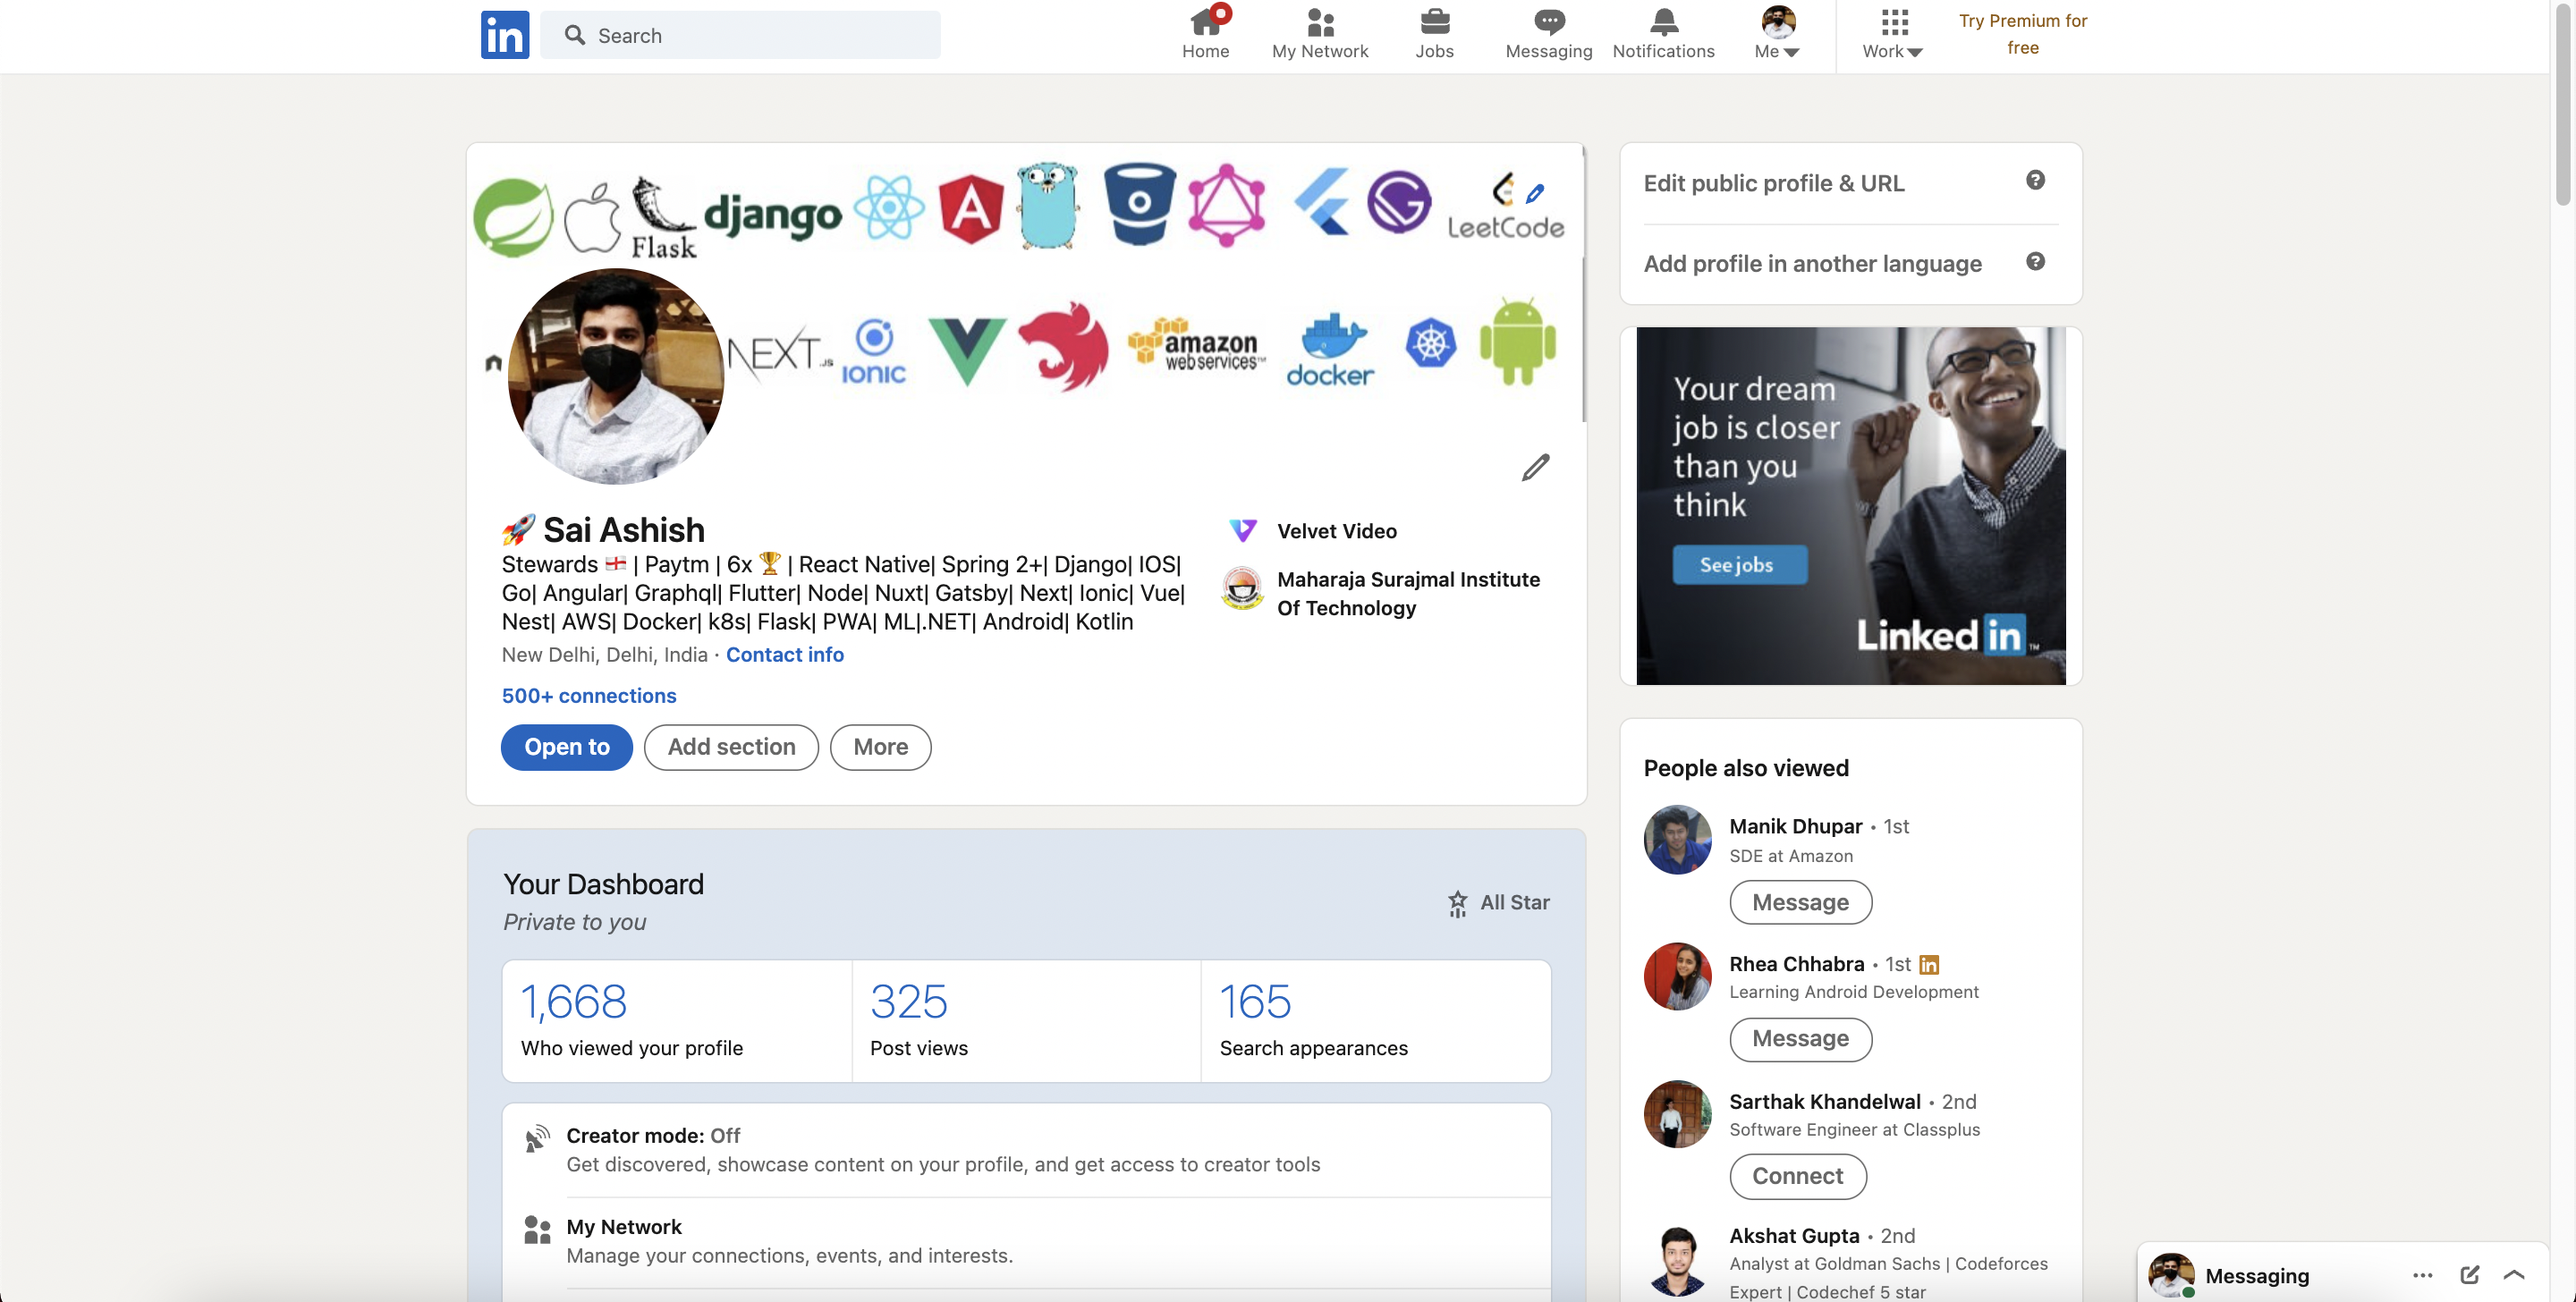 in
Search
Home
My Network
Jobs
Messaging
Notifications
Me
Work
Try Premium for
free
Flask
django
LeetCode
NEXT.JS
IONIC
amazon
web services™
docker
🚀 Sai Ashish
Stewards 🏴󠁧󠁢󠁥󠁮󠁧󠁿 | Paytm | 6x 🏆 | React Native| Spring 2+| Django| IOS|
Go| Angular| Graphql| Flutter| Node| Nuxt| Gatsby| Next| Ionic| Vue|
Nest| AWS| Docker| k8s| Flask| PWA| ML|.NET| Android| Kotlin
New Delhi, Delhi, India · Contact info
500+ connections
Open to
Add section
More
Velvet Video
Maharaja Surajmal Institute
Of Technology
Your Dashboard
Private to you
All Star
1,668
Who viewed your profile
325
Post views
165
Search appearances
Creator mode: Off
Get discovered, showcase content on your profile, and get access to creator tools
My Network
Manage your connections, events, and interests.
Edit public profile & URL
Add profile in another language
Your dream
job is closer
than you
think
See jobs
Linked in™
People also viewed
Manik Dhupar • 1st
SDE at Amazon
Message
Rhea Chhabra • 1st in
Learning Android Development
Message
Sarthak Khandelwal • 2nd
Software Engineer at Classplus
Connect
Akshat Gupta • 2nd
Analyst at Goldman Sachs | Codeforces
Expert | Codechef 5 star
Messaging